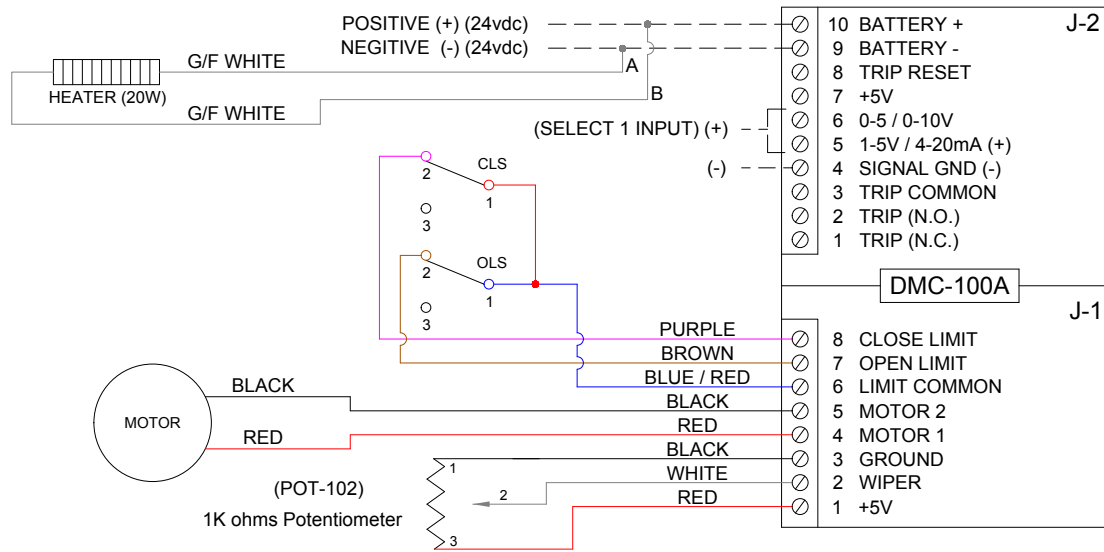 POSITIVE (+) (24vdc)
NEGITIVE (-) (24vdc)
G/F WHITE
A
HEATER (20W)
B
G/F WHITE
(SELECT 1 INPUT) (+)
(-)
J-2
10 BATTERY +
9 BATTERY -
8 TRIP RESET
7 +5V
6 0-5 / 0-10V
5 1-5V / 4-20mA (+)
4 SIGNAL GND (-)
3 TRIP COMMON
2 TRIP (N.O.)
1 TRIP (N.C.)
CLS
2
1
3
OLS
2
1
3
DMC-100A
J-1
PURPLE
8 CLOSE LIMIT
BROWN
7 OPEN LIMIT
BLUE / RED
6 LIMIT COMMON
BLACK
BLACK
5 MOTOR 2
MOTOR
RED
RED
4 MOTOR 1
BLACK
3 GROUND
WHITE
2 WIPER
RED
1 +5V
(POT-102)
1K ohms Potentiometer
1
2
3